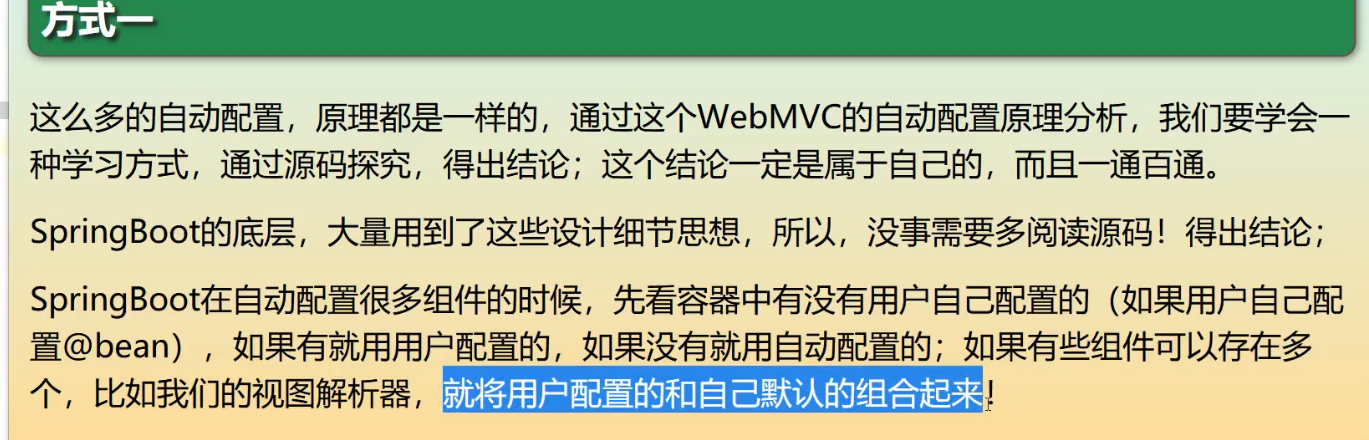 方式一
这么多的自动配置，原理都是一样的，通过这个WebMVC的自动配置原理分析，我们要学会一
种学习方式，通过源码探究，得出结论；这个结论一定是属于自己的，而且一通百通。
SpringBoot的底层，大量用到了这些设计细节思想，所以，没事需要多阅读源码！得出结论；
SpringBoot在自动配置很多组件的时候，先看容器中有没有用户自己配置的（如果用户自己配
置@bean），如果有就用用户配置的，如果没有就用自动配置的；如果有些组件可以存在多
个，比如我们的视图解析器，就将用户配置的和自己默认的组合起来！